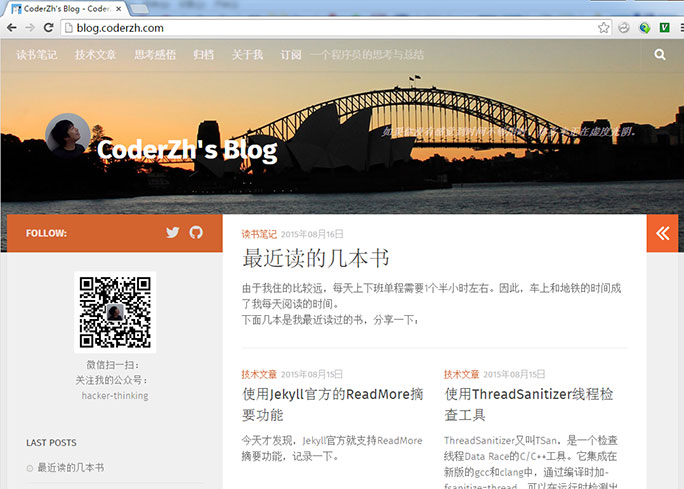 CoderZh's Blog - Coder.
blog.coderzh.com
读书笔记 技术文章 思考感悟 归档 关于我 订阅 一个程序员的思考与总结
CoderZh's Blog
FOLLOW:
微信扫一扫:
关注我的公众号:
hacker-thinking
LAST POSTS
最近读的几本书
读书笔记 2015年08月16日
最近读的几本书
由于我住的比较远，每天上下班单程需要1个半小时左右。因此，车上和地铁的时间成
了我每天阅读的时间。
下面几本是我最近读过的书，分享一下：
技术文章 2015年08月15日
使用Jekyll官方的ReadMore摘
要功能
今天才发现，Jekyll官方就支持ReadMore
摘要功能，记录一下。
技术文章 2015年08月15日
使用ThreadSanitizer线程检
查工具
ThreadSanitizer又叫TSan，是一个检查
线程Data Race的C/C++工具。它集成在
新版的gcc和clang中，通过编译时加-
fsanitize=thread，可以在运行时检测出